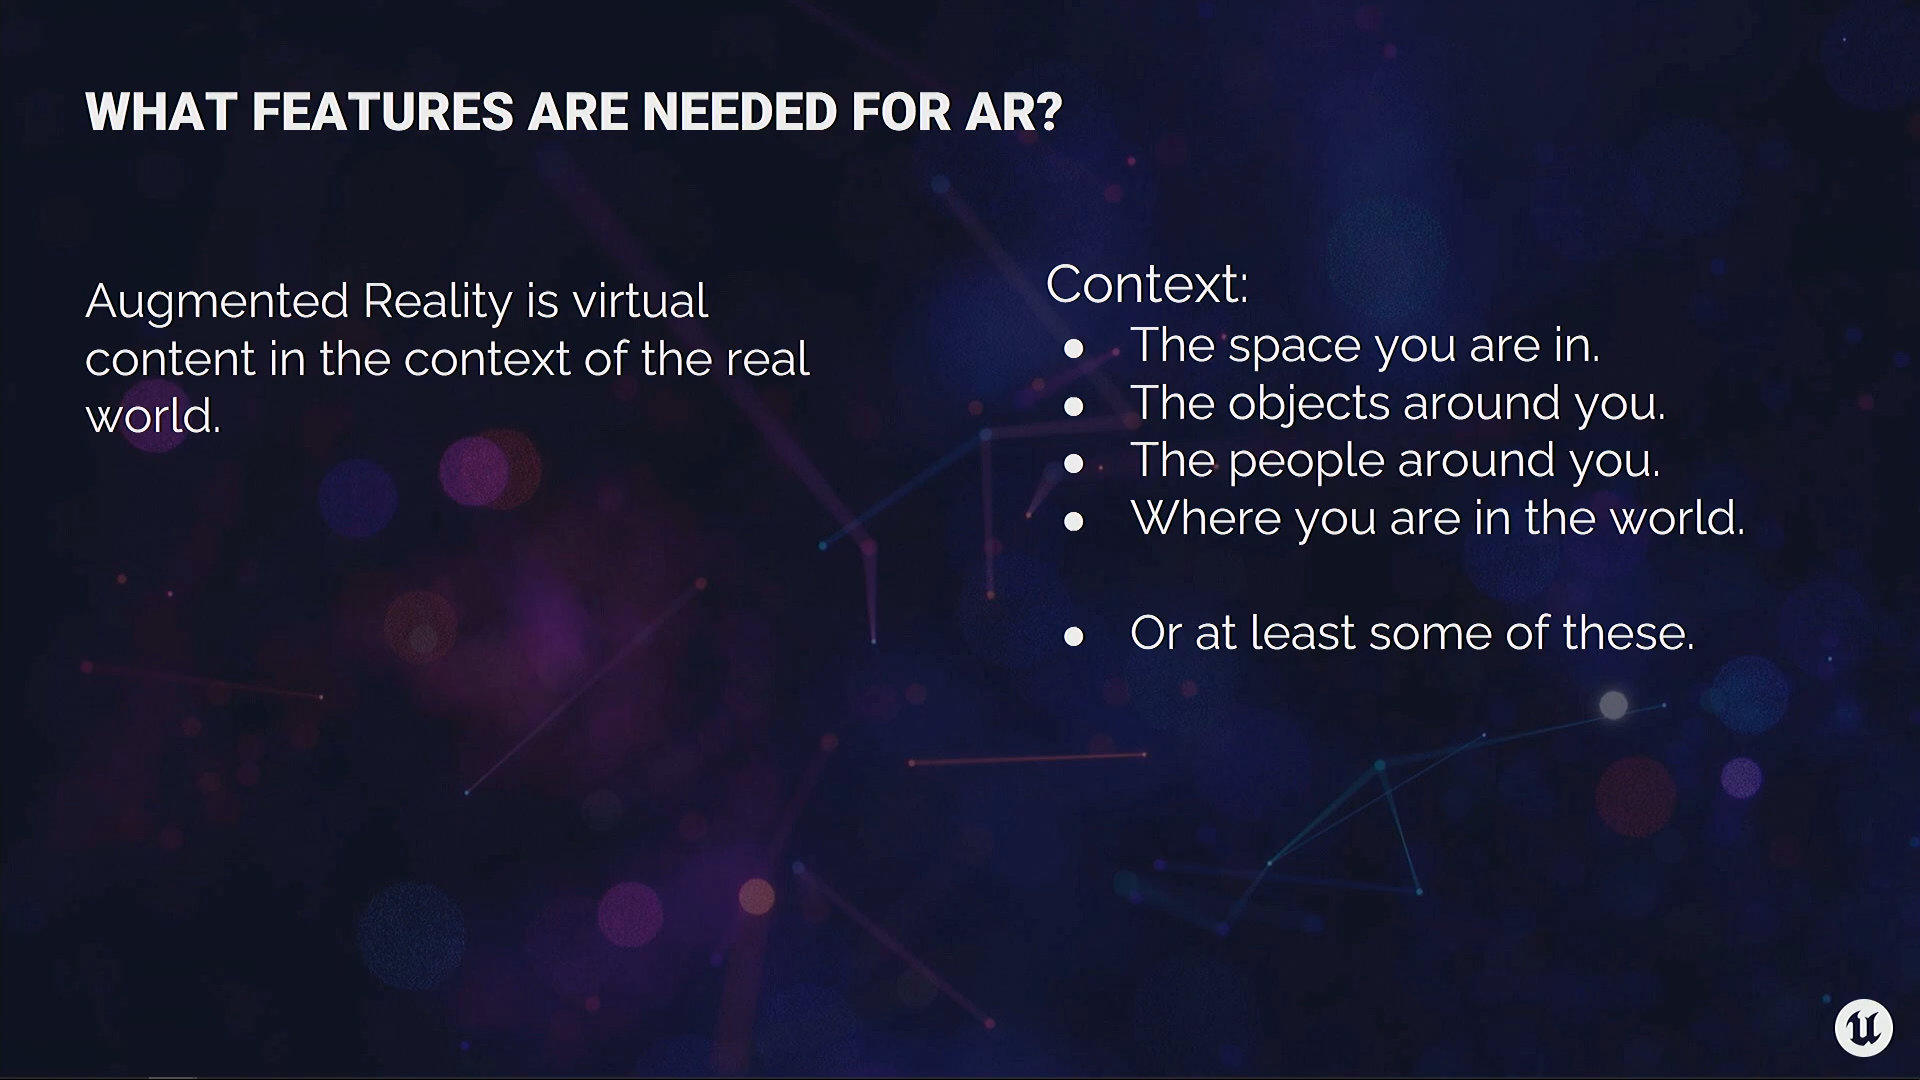 WHAT FEATURES ARE NEEDED FOR AR?
Augmented Reality is virtual
content in the context of the real
world.
Context:
● The space you are in.
● The objects around you.
● The people around you.
● Where you are in the world.
● Or at least some of these.